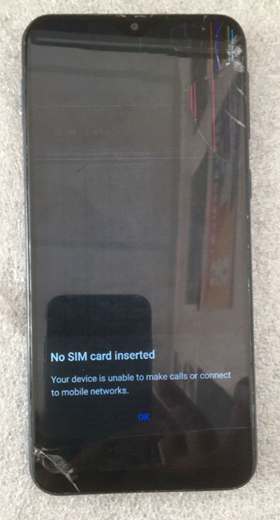 No SIM card inserted
Your device is unable to make calls or connect
to mobile networks.
OK